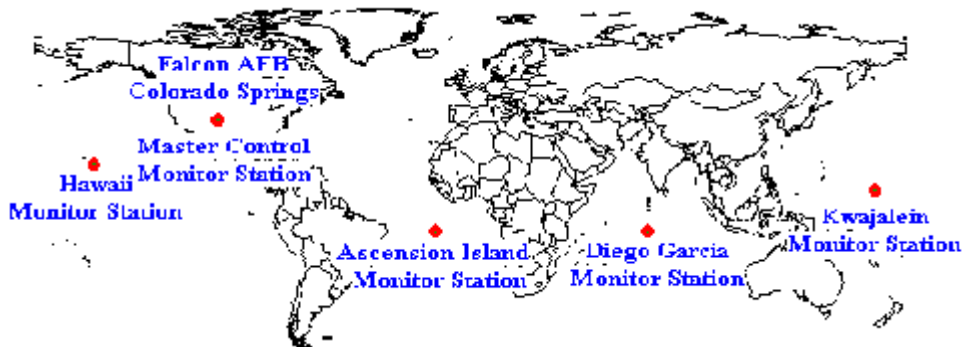 Falcon AFB
Colorado Springs
Master Control
Monitor Station
Hawaii
Monitor Station
Ascension Island
Monitor Station
Diego Garcia
Monitor Station
Kwajalein
Monitor Station